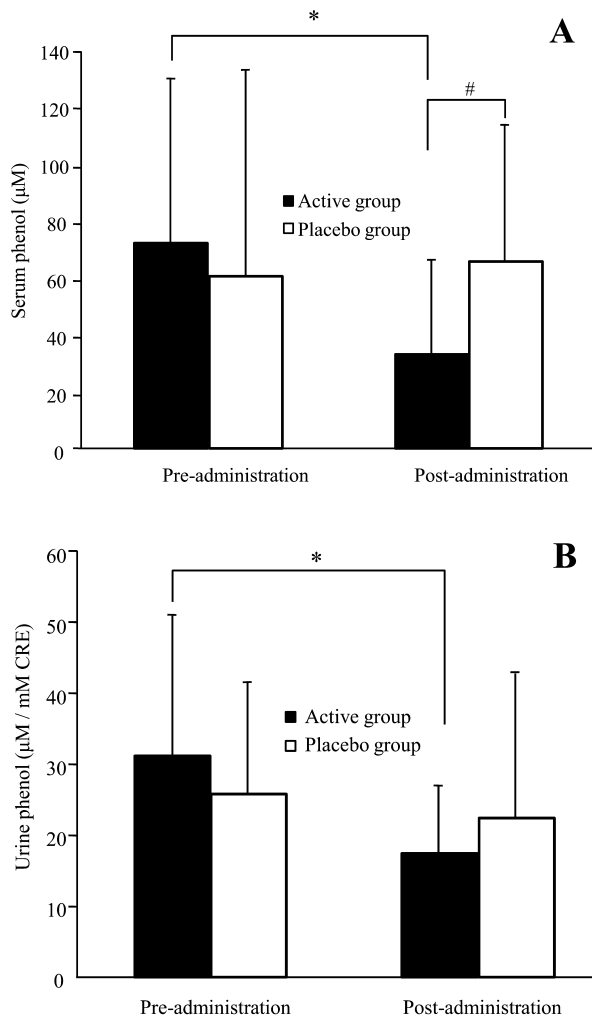 A
*
#
140
120
100
80
60
40
20
0
Serum phenol (μM)
Active group
Placebo group
Pre-administration
Post-administration
B
*
60
50
40
30
20
10
0
Urine phenol (μM / mM CRE)
Active group
Placebo group
Pre-administration
Post-administration